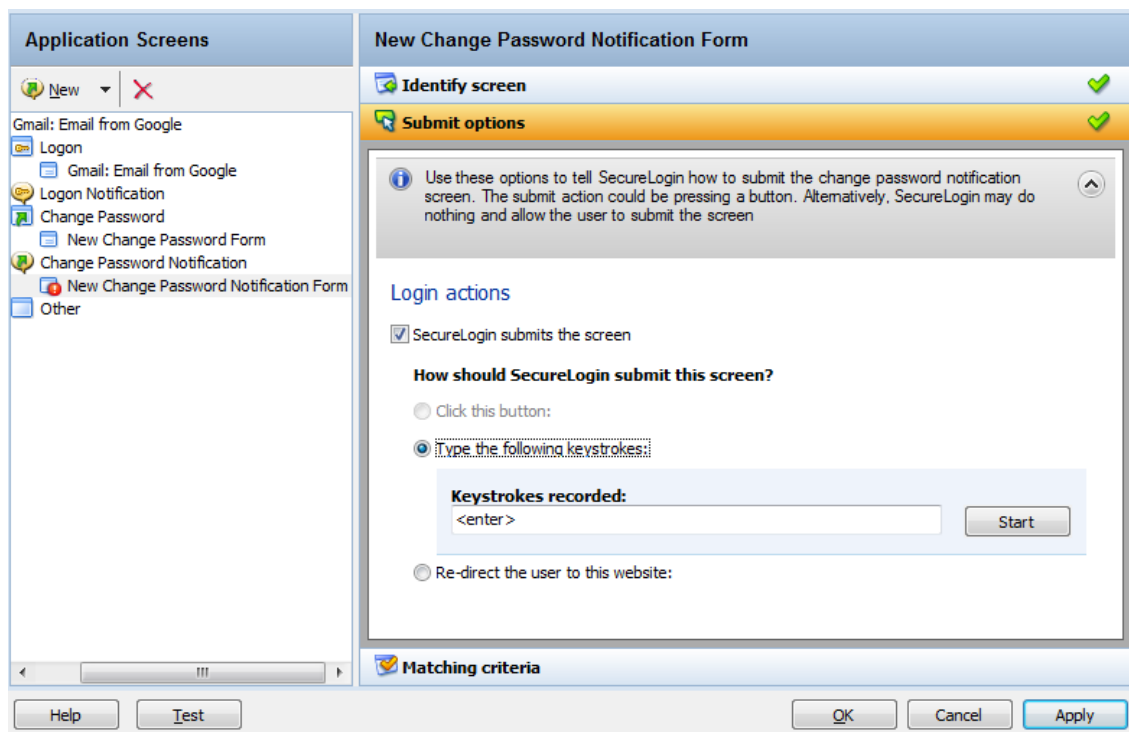 Application Screens
New
Gmail: Email from Google
Logon
Gmail: Email from Google
Logon Notification
Change Password
New Change Password Form
Change Password Notification
New Change Password Notification Form
Other
New Change Password Notification Form
Identify screen
Submit options
Use these options to tell SecureLogin how to submit the change password notification
screen. The submit action could be pressing a button. Alternatively, SecureLogin may do
nothing and allow the user to submit the screen
Login actions
SecureLogin submits the screen
How should SecureLogin submit this screen?
Click this button:
Type the following keystrokes:
Keystrokes recorded:
<enter>
Start
Re-direct the user to this website:
Matching criteria
Help
Test
OK
Cancel
Apply